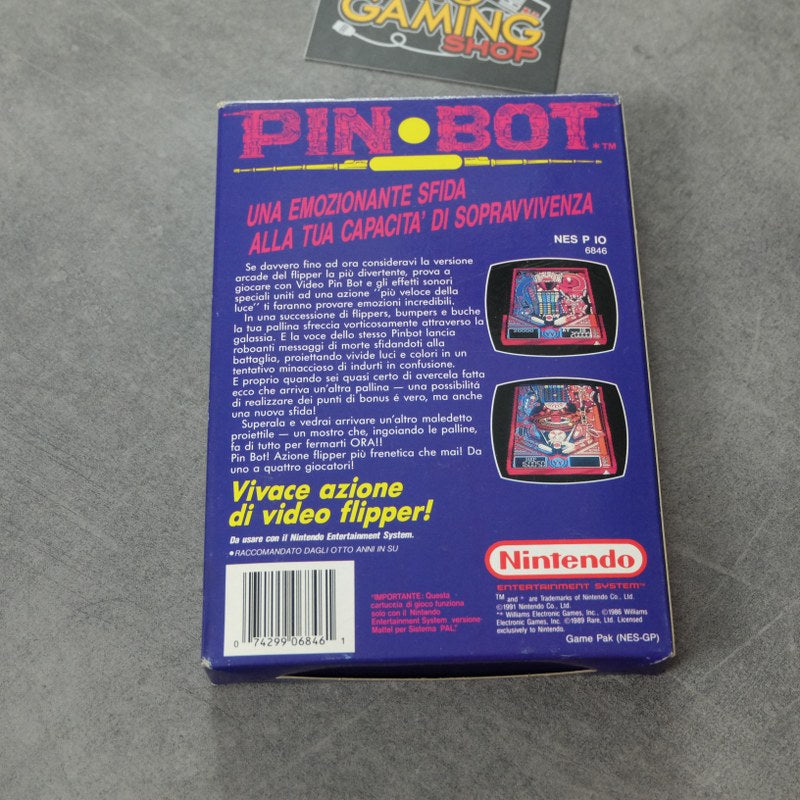 GAMING
SHOP
PIN·BOT
*™
UNA EMOZIONANTE SFIDA
ALLA TUA CAPACITA' DI SOPRAVVIVENZA
NES P IO
6846
Se davvero fino ad ora consideravi la versione
arcade del flipper la più divertente, prova a
giocare con Video Pin Bot e gli effetti sonori
speciali uniti ad una azione "più veloce della
luce" ti faranno provare emozioni incredibili.
In una successione di flippers, bumpers e buche
la tua pallina sfreccia vorticosamente attraverso la
galassia. E la voce dello stesso Pinbot lancia
roboanti messaggi di morte sfidandoti alla
battaglia, proiettando vivide luci e colori in un
tentativo minaccioso di indurti in confusione.
E proprio quando sei quasi certo di avercela fatta
ecco che arriva un'altra pallina — una possibilitá
di realizzare dei punti di bonus é vero, ma anche
una nuova sfida!
Superala e vedrai arrivare un'altro maledetto
proiettile — un mostro che, ingoiando le palline,
fa di tutto per fermarti ORA!!
Pin Bot! Azione flipper più frenetica che mai! Da
uno a quattro giocatori!
Vivace azione
di video flipper!
Da usare con il Nintendo Entertainment System.
• RACCOMANDATO DAGLI OTTO ANNI IN SU
0 74299 06846 1
"IMPORTANTE: Questa
cartuccia di gioco funziona
solo con il Nintendo
Entertainment System versione
Mattel per Sistema PAL"
Nintendo®
ENTERTAINMENT SYSTEM™
TM and ® are Trademarks of Nintendo Co., Ltd.
©1991 Nintendo Co., Ltd.
™* Williams Electronic Games, Inc., ©1986 Williams
Electronic Games, Inc. ©1989 Rare, Ltd. Licensed
exclusively to Nintendo.
Game Pak (NES-GP)